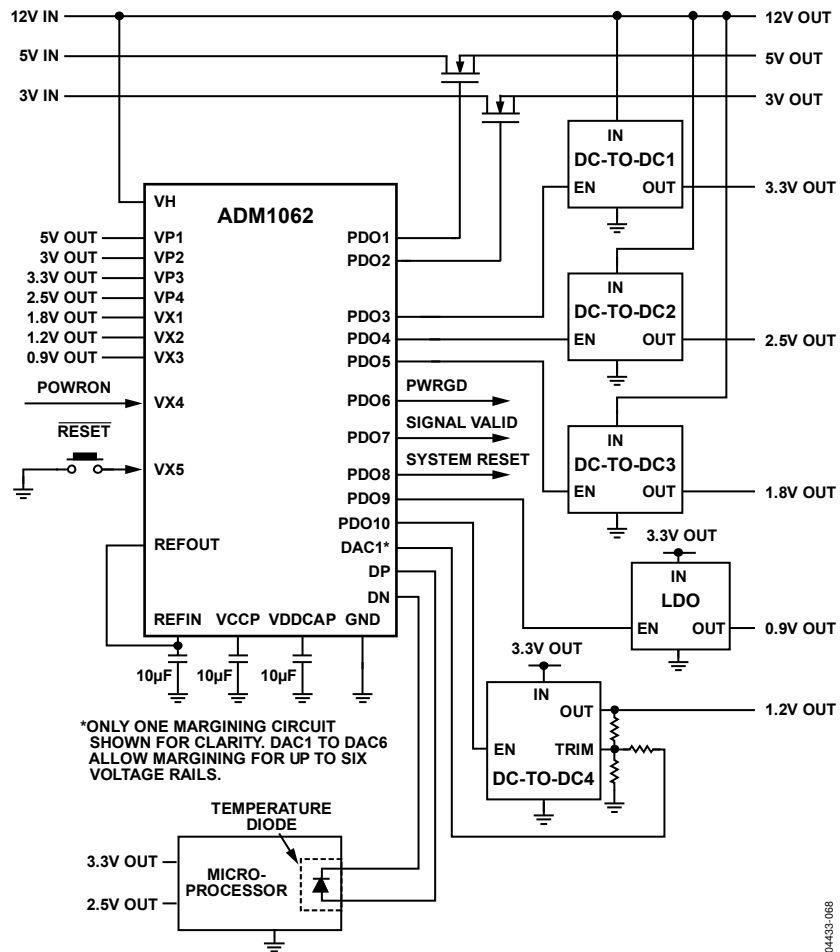 12V IN
12V OUT
5V IN
5V OUT
3V IN
3V OUT
IN
DC-TO-DC1
EN
OUT
3.3V OUT
VH
ADM1062
5V OUT
VP1
3V OUT
VP2
3.3V OUT
VP3
2.5V OUT
VP4
1.8V OUT
VX1
1.2V OUT
VX2
0.9V OUT
VX3
POWRON
VX4
RESET
VX5
REFOUT
REFIN
VCCP
VDDCAP
GND
10µF
10µF
10µF
PDO1
PDO2
PDO3
PDO4
PDO5
PDO6
PWRGD
PDO7
SIGNAL VALID
PDO8
SYSTEM RESET
PDO9
PDO10
DAC1*
DP
DN
IN
DC-TO-DC2
EN
OUT
2.5V OUT
IN
DC-TO-DC3
EN
OUT
1.8V OUT
3.3V OUT
IN
LDO
EN
OUT
0.9V OUT
3.3V OUT
IN
OUT
1.2V OUT
EN
TRIM
DC-TO-DC4
*ONLY ONE MARGINING CIRCUIT
SHOWN FOR CLARITY. DAC1 TO DAC6
ALLOW MARGINING FOR UP TO SIX
VOLTAGE RAILS.
TEMPERATURE
DIODE
3.3V OUT
2.5V OUT
MICRO-
PROCESSOR
04433-068